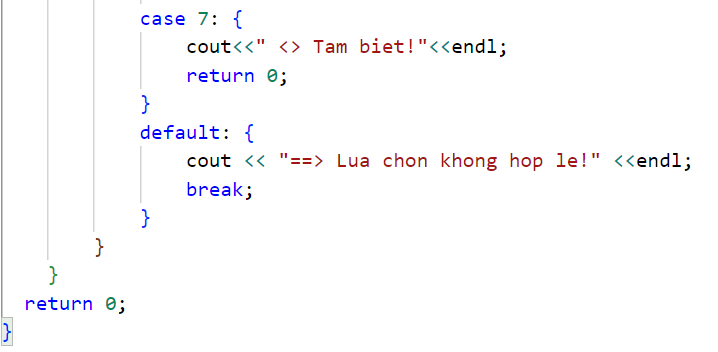 case 7: {
cout<<" <> Tam biet!"<<endl;
return 0;
}
default: {
cout << "==> Lua chon khong hop le!" <<endl;
break;
}
}
}
return 0;
}